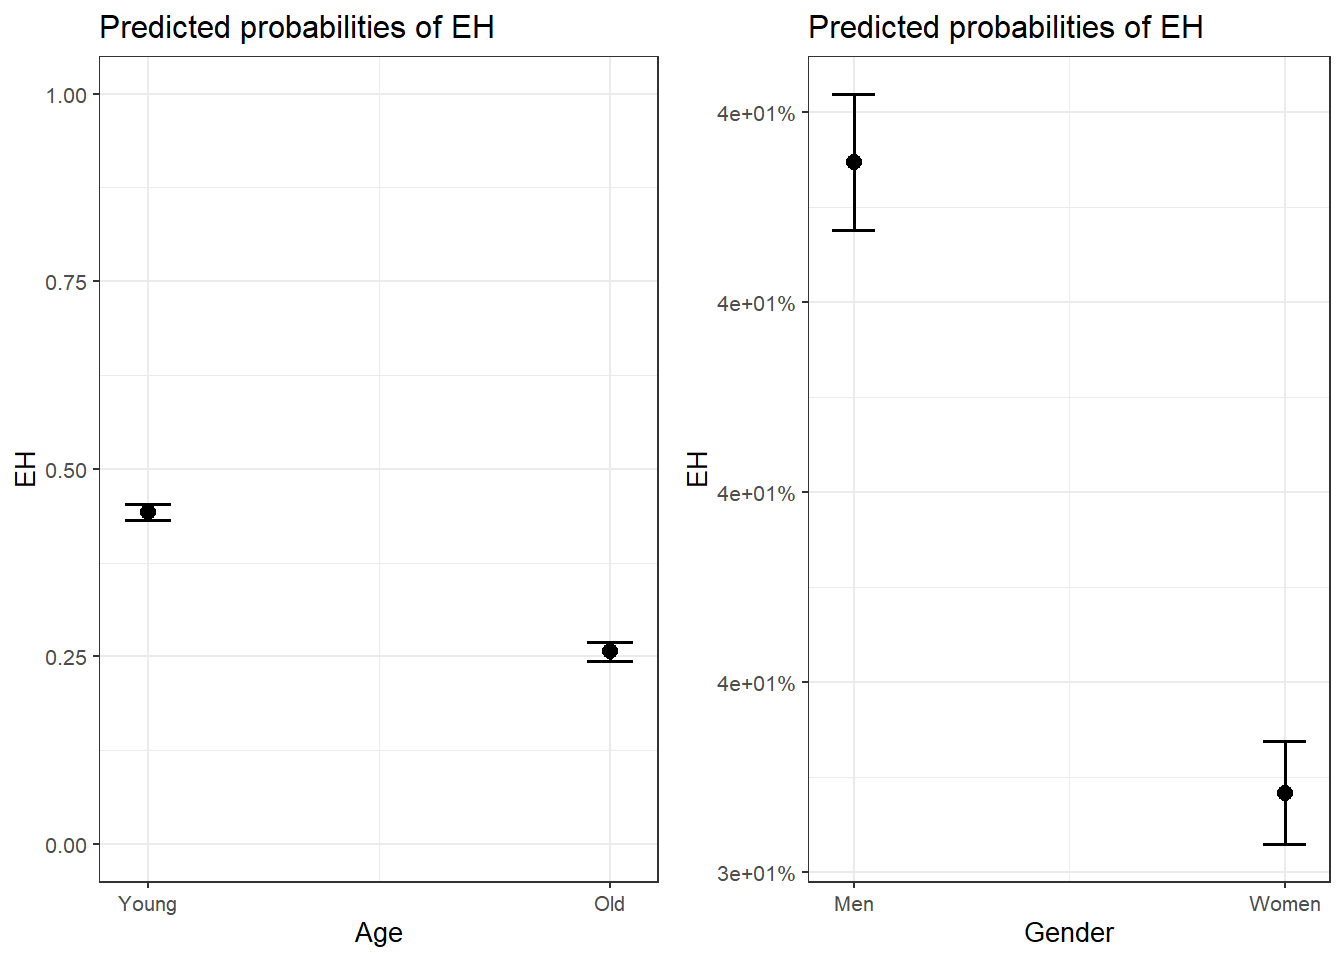 Predicted probabilities of EH
1.00
0.75
0.50
0.25
0.00
EH
Young
Old
Age
Predicted probabilities of EH
4e+01%
4e+01%
4e+01%
4e+01%
3e+01%
EH
Men
Women
Gender